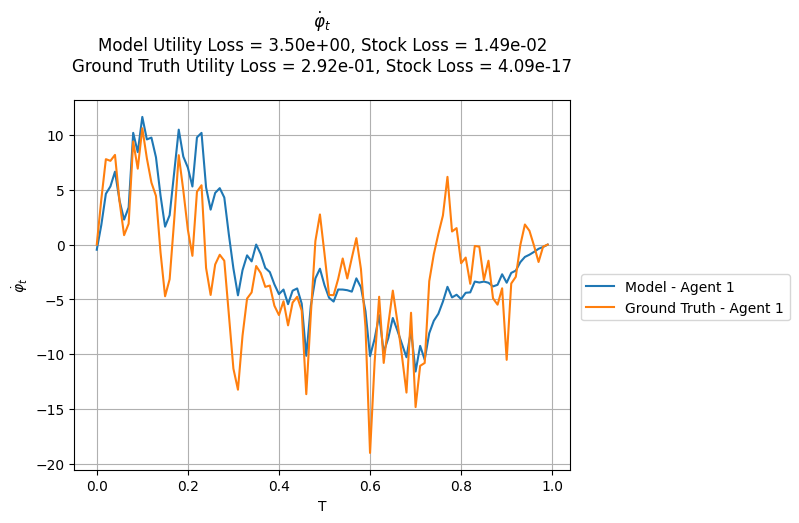 φ̇ₜ
Model Utility Loss = 3.50e+00, Stock Loss = 1.49e-02
Ground Truth Utility Loss = 2.92e-01, Stock Loss = 4.09e-17
10
5
0
−5
−10
−15
−20
φ̇ₜ
0.0 0.2 0.4 0.6 0.8 1.0
T
Model - Agent 1
Ground Truth - Agent 1